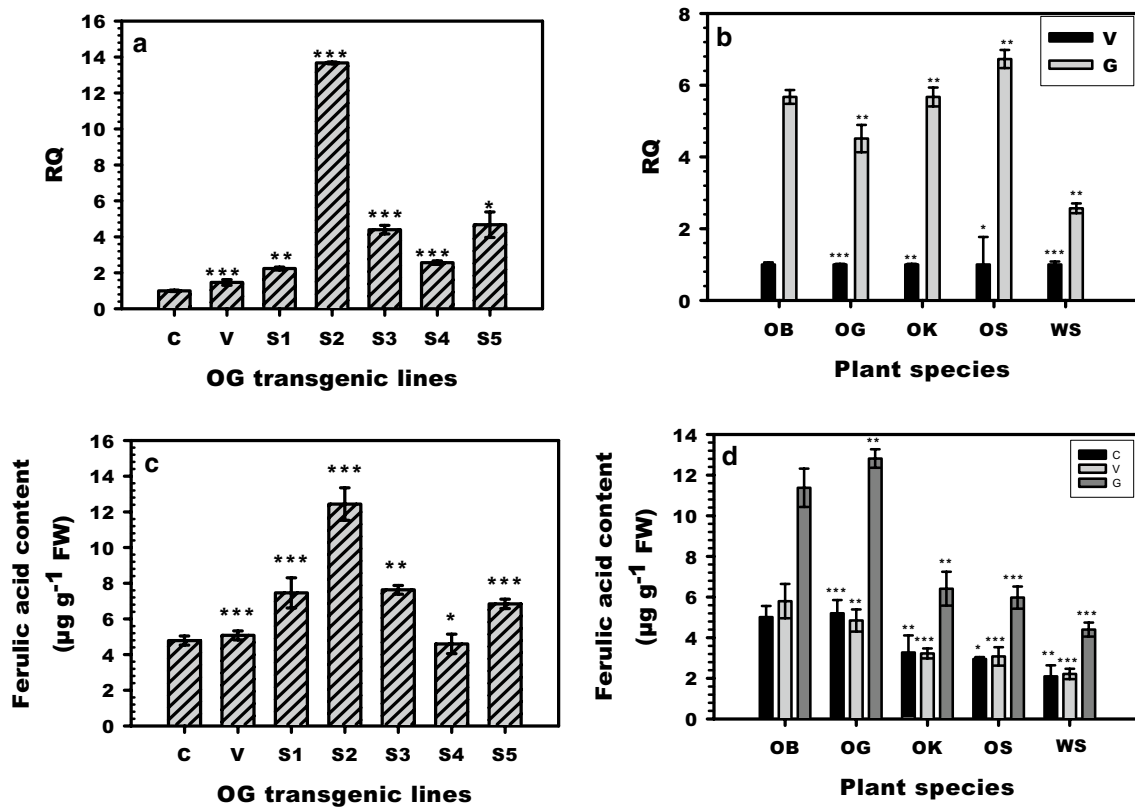 a
16
14
12
10
8
6
4
2
0
RQ
***
**
***
***
***
*
C V S1 S2 S3 S4 S5
OG transgenic lines
b
8
6
4
2
0
RQ
V
G
**
**
**
**
***
**
*
***
OB OG OK OS WS
Plant species
c
16
14
12
10
8
6
4
2
0
Ferulic acid content
(µg g-1 FW)
***
***
***
**
*
***
C V S1 S2 S3 S4 S5
OG transgenic lines
d
14
12
10
8
6
4
2
0
Ferulic acid content
(µg g-1 FW)
C
V
G
**
*** **
**
** ***
***
* ***
***
** ***
OB OG OK OS WS
Plant species